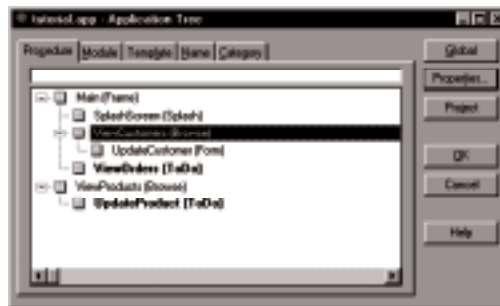 tutorial.app - Application Tree
Procedure Module Template Name Category
Main (Frame)
SplashScreen (Splash)
ViewCustomers (Browse)
UpdateCustomer (Form)
ViewOrders (ToDo)
ViewProducts (Browse)
UpdateProduct (ToDo)
Global
Properties...
Project
OK
Cancel
Help